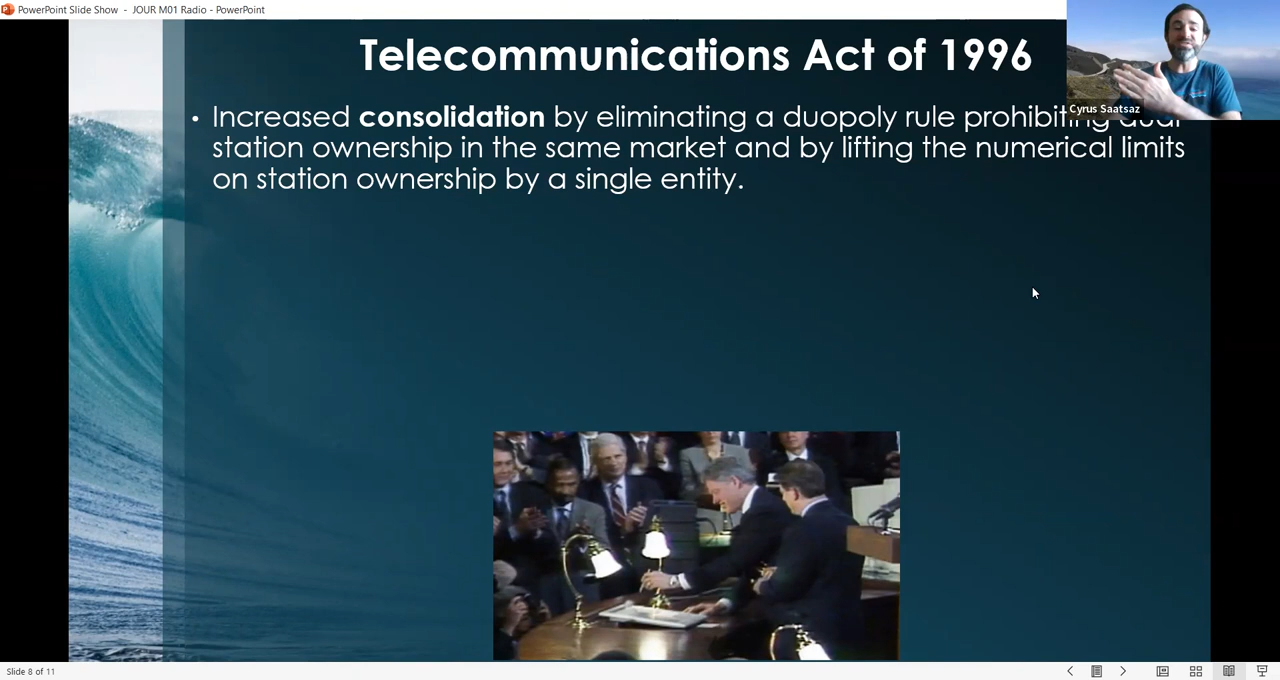 PowerPoint Slide Show - JOUR M01 Radio - PowerPoint
Telecommunications Act of 1996
Cyrus Saatsaz
• Increased consolidation by eliminating a duopoly rule prohibiting dual
station ownership in the same market and by lifting the numerical limits
on station ownership by a single entity.
Slide 8 of 11